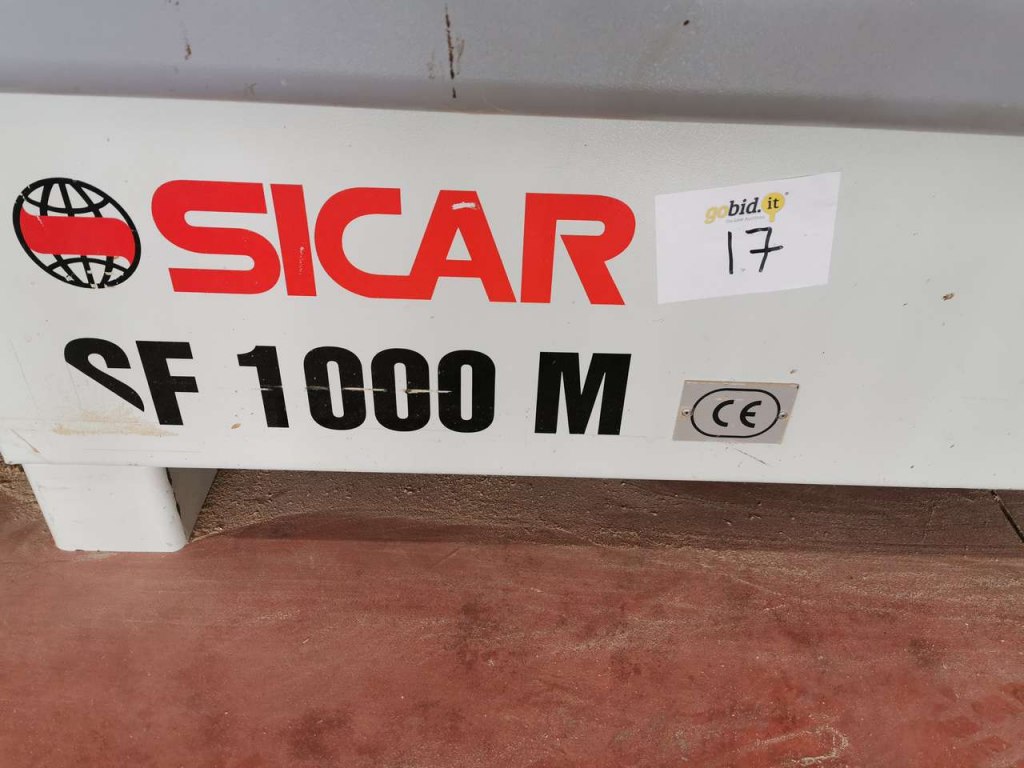 SICAR
gobid.it
17
SF 1000 M
CE